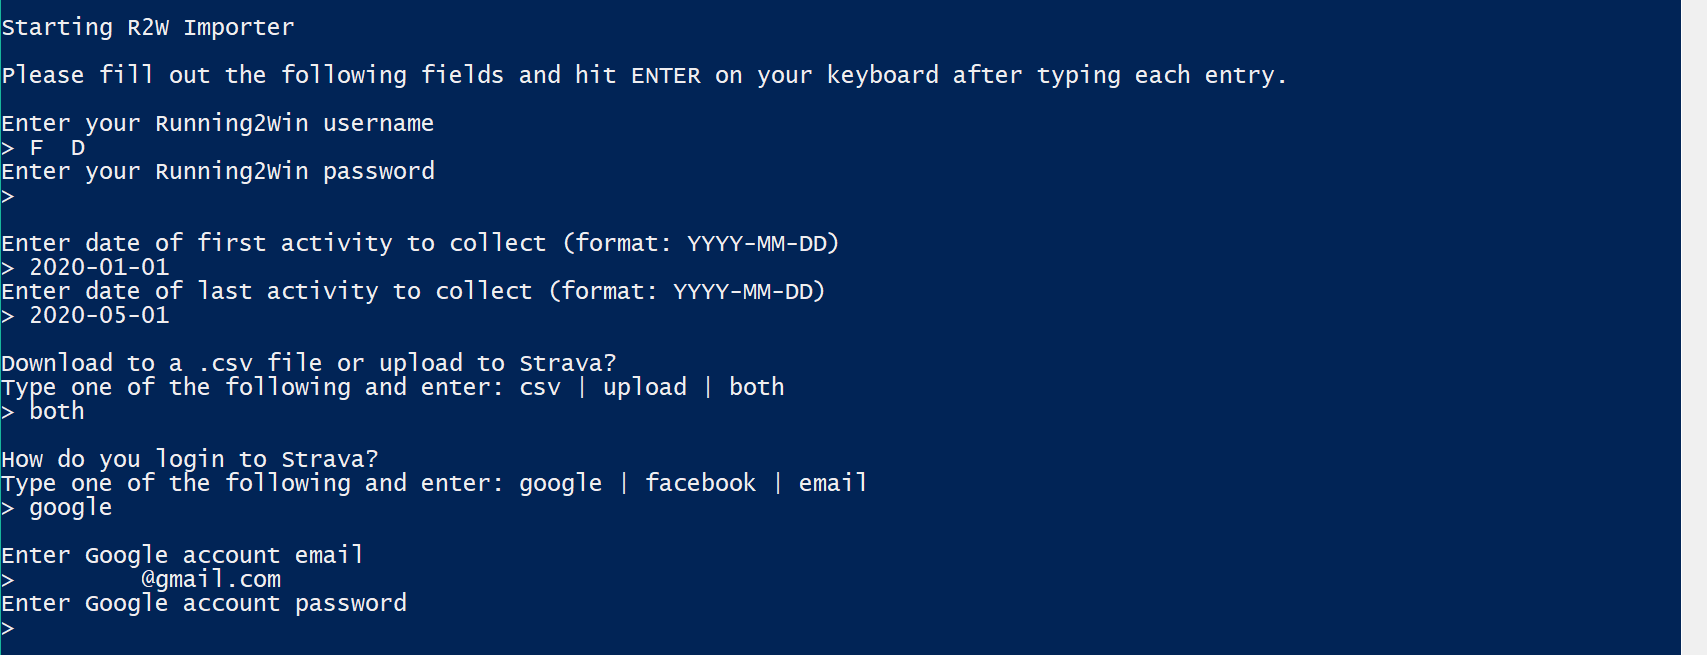 Starting R2W Importer
Please fill out the following fields and hit ENTER on your keyboard after typing each entry.
Enter your Running2Win username
> F  D
Enter your Running2Win password
>
Enter date of first activity to collect (format: YYYY-MM-DD)
> 2020-01-01
Enter date of last activity to collect (format: YYYY-MM-DD)
> 2020-05-01
Download to a .csv file or upload to Strava?
Type one of the following and enter: csv | upload | both
> both
How do you login to Strava?
Type one of the following and enter: google | facebook | email
> google
Enter Google account email
>         @gmail.com
Enter Google account password
>